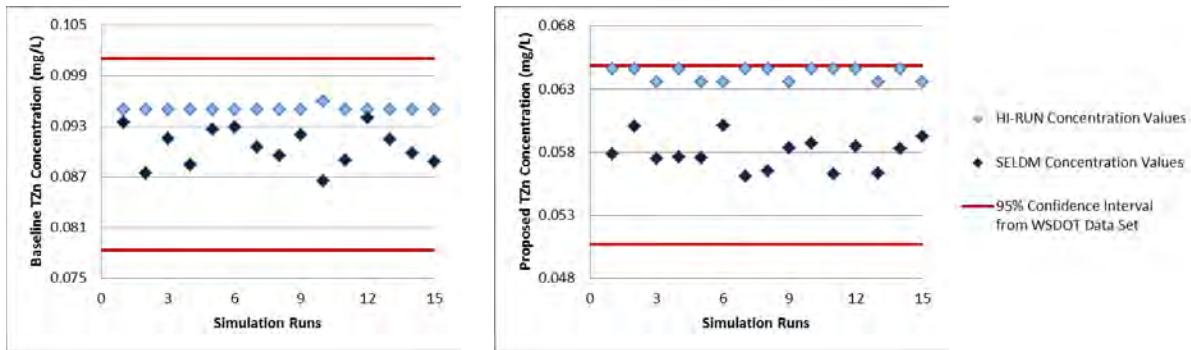 Baseline TZn Concentration (mg/L)
0.105
0.099
0.093
0.087
0.081
0.075
0
3
6
9
12
15
Simulation Runs
Proposed TZn Concentration (mg/L)
0.068
0.063
0.058
0.053
0.048
0
3
6
9
12
15
Simulation Runs
HI-RUN Concentration Values
SELDM Concentration Values
95% Confidence Interval
from WSDOT Data Set